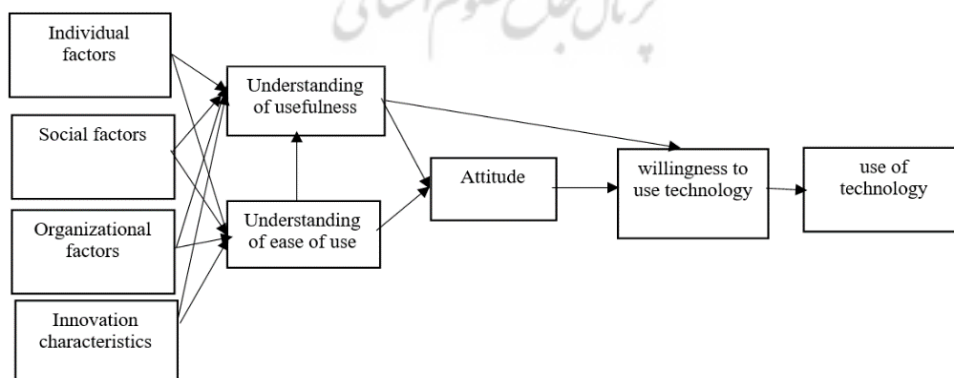 Individual
factors
Social factors
Organizational
factors
Innovation
characteristics
Understanding
of usefulness
Understanding
of ease of use
Attitude
willingness to
use technology
use of
technology